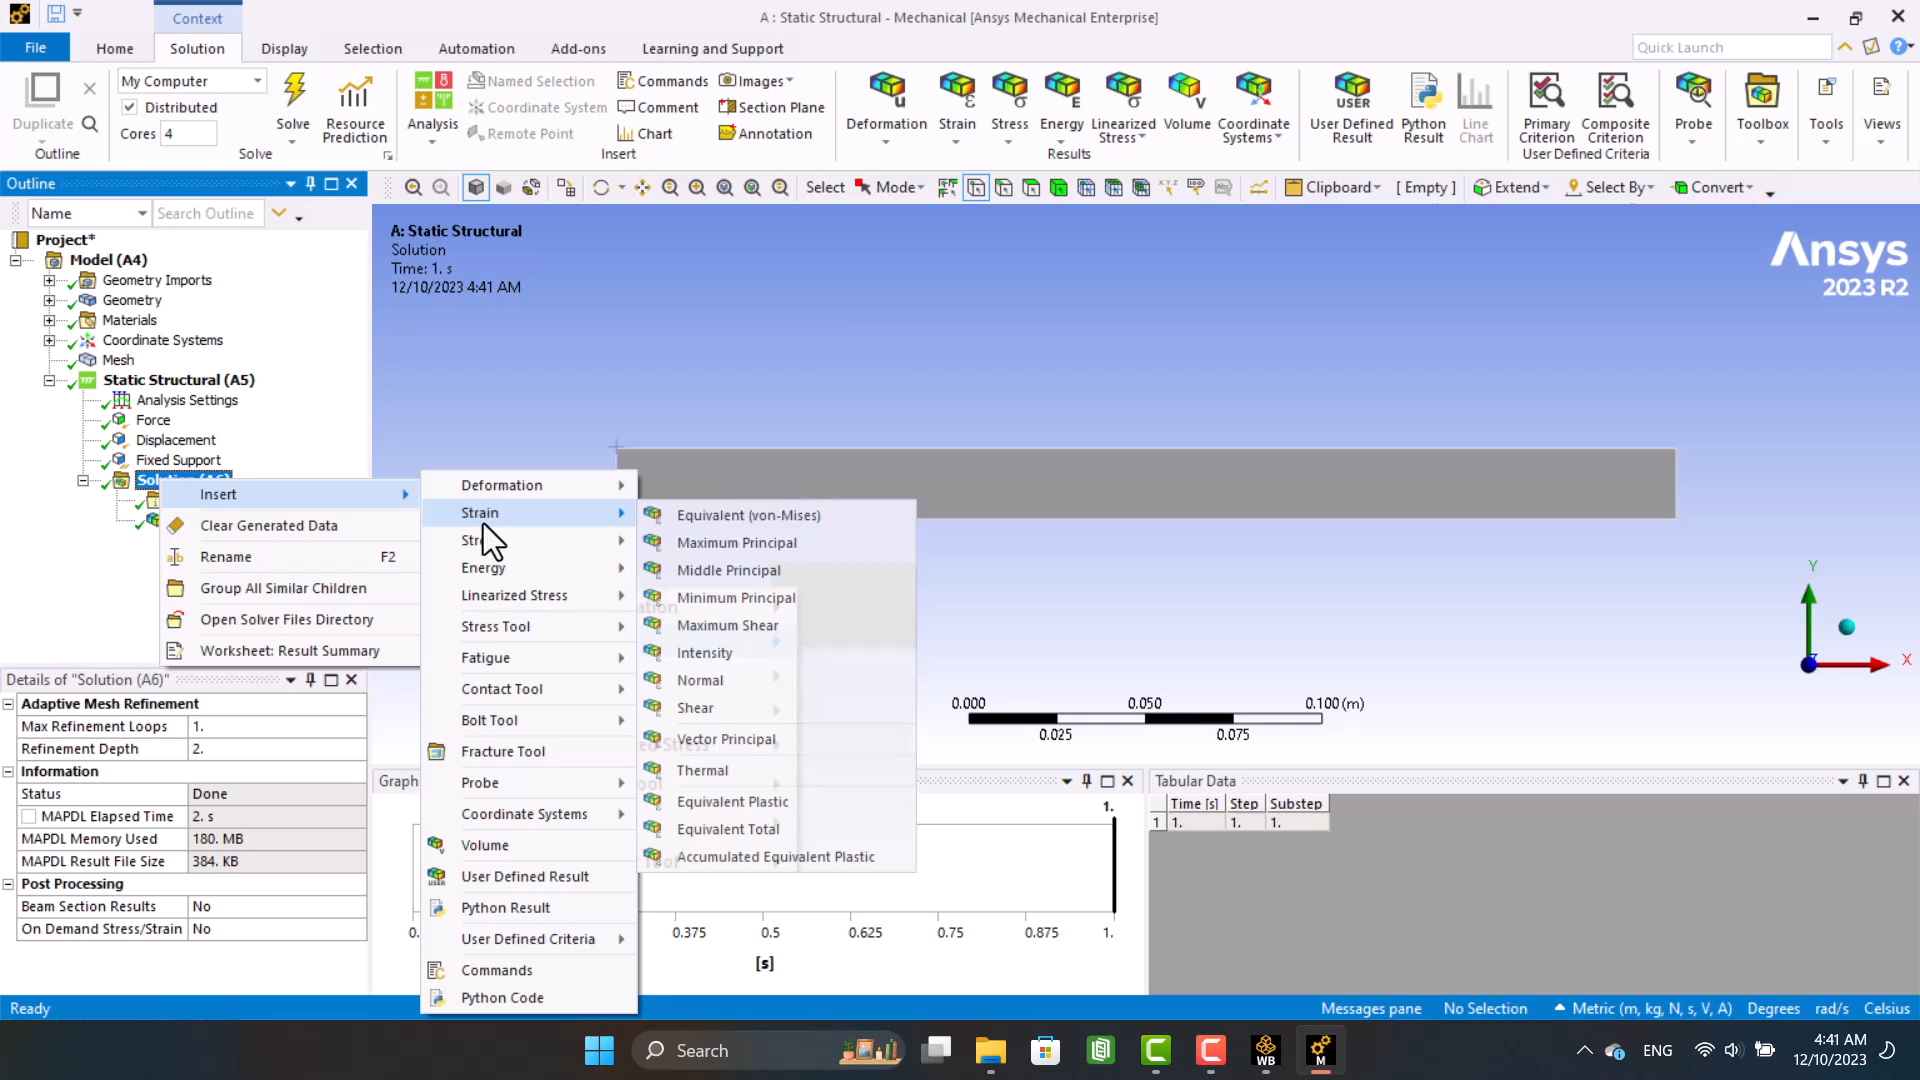 Context
A : Static Structural - Mechanical [Ansys Mechanical Enterprise]
File
Home
Solution
Display
Selection
Automation
Add-ons
Learning and Support
Quick Launch
Duplicate
Outline
My Computer
Distributed
Cores 4
Solve
Resource Prediction
Solve
Analysis
Named Selection
Coordinate System
Remote Point
Commands
Comment
Chart
Images
Section Plane
Annotation
Insert
Deformation
Strain
Stress
Energy
Linearized Stress
Volume
Coordinate Systems
Results
User Defined Result
Python Result
Line Chart
Primary Criterion
Composite Criterion
User Defined Criteria
Probe
Toolbox
Tools
Views
Outline
Select
Mode
Clipboard
[ Empty ]
Extend
Select By
Convert
Name
Search Outline
Project*
Model (A4)
Geometry Imports
Geometry
Materials
Coordinate Systems
Mesh
Static Structural (A5)
Analysis Settings
Force
Displacement
Fixed Support
Solution (A6)
A: Static Structural
Solution
Time: 1. s
12/10/2023 4:41 AM
Ansys
2023 R2
Insert
Clear Generated Data
Rename F2
Group All Similar Children
Open Solver Files Directory
Worksheet: Result Summary
Deformation
Strain
Energy
Linearized Stress
Stress Tool
Fatigue
Contact Tool
Bolt Tool
Fracture Tool
Probe
Coordinate Systems
Volume
User Defined Result
Python Result
User Defined Criteria
Commands
Python Code
Equivalent (von-Mises)
Maximum Principal
Middle Principal
Minimum Principal
Maximum Shear
Intensity
Normal
Shear
Vector Principal
Thermal
Equivalent Plastic
Equivalent Total
Accumulated Equivalent Plastic
Y
X
0.000 0.050 0.100 (m)
0.025 0.075
Details of "Solution (A6)"
Adaptive Mesh Refinement
Max Refinement Loops 1.
Refinement Depth 2.
Information
Status Done
MAPDL Elapsed Time 2. s
MAPDL Memory Used 180. MB
MAPDL Result File Size 384. KB
Post Processing
Beam Section Results No
On Demand Stress/Strain No
Graph
1.
0. 0.375 0.5 0.625 0.75 0.875 1.
[s]
Tabular Data
Time [s] Step Substep
1 1. 1. 1.
Ready
Messages pane
No Selection
Metric (m, kg, N, s, V, A)
Degrees
rad/s
Celsius
Search
ENG
4:41 AM
12/10/2023